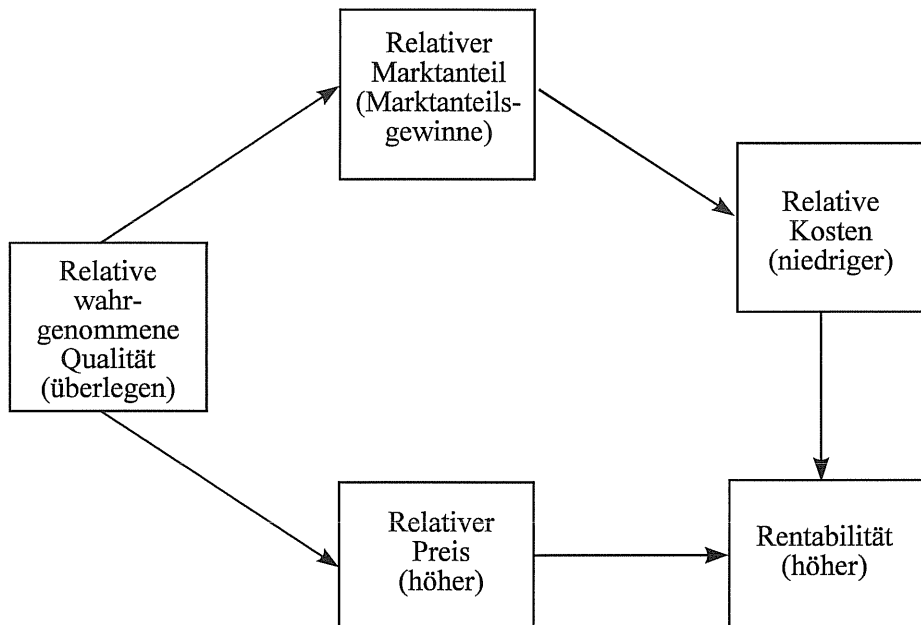 Relativer
Marktanteil
(Marktanteils-
gewinne)
Relative
Kosten
(niedriger)
Relative
wahr-
genommene
Qualität
(überlegen)
Relativer
Preis
(höher)
Rentabilität
(höher)